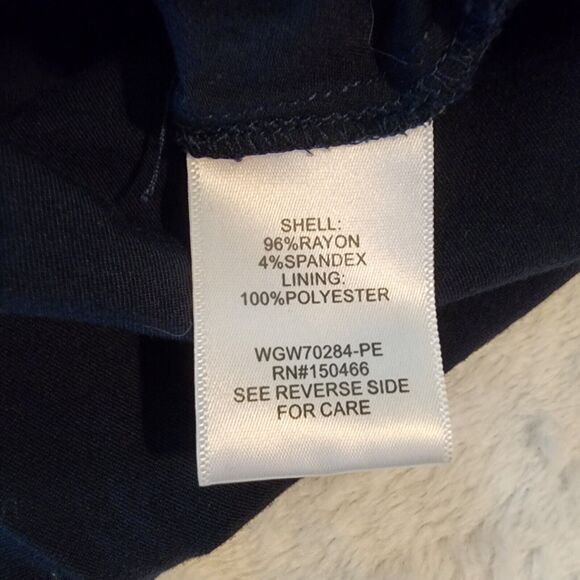 SHELL:
96%RAYON
4%SPANDEX
LINING:
100%POLYESTER
WGW70284-PE
RN#150466
SEE REVERSE SIDE
FOR CARE